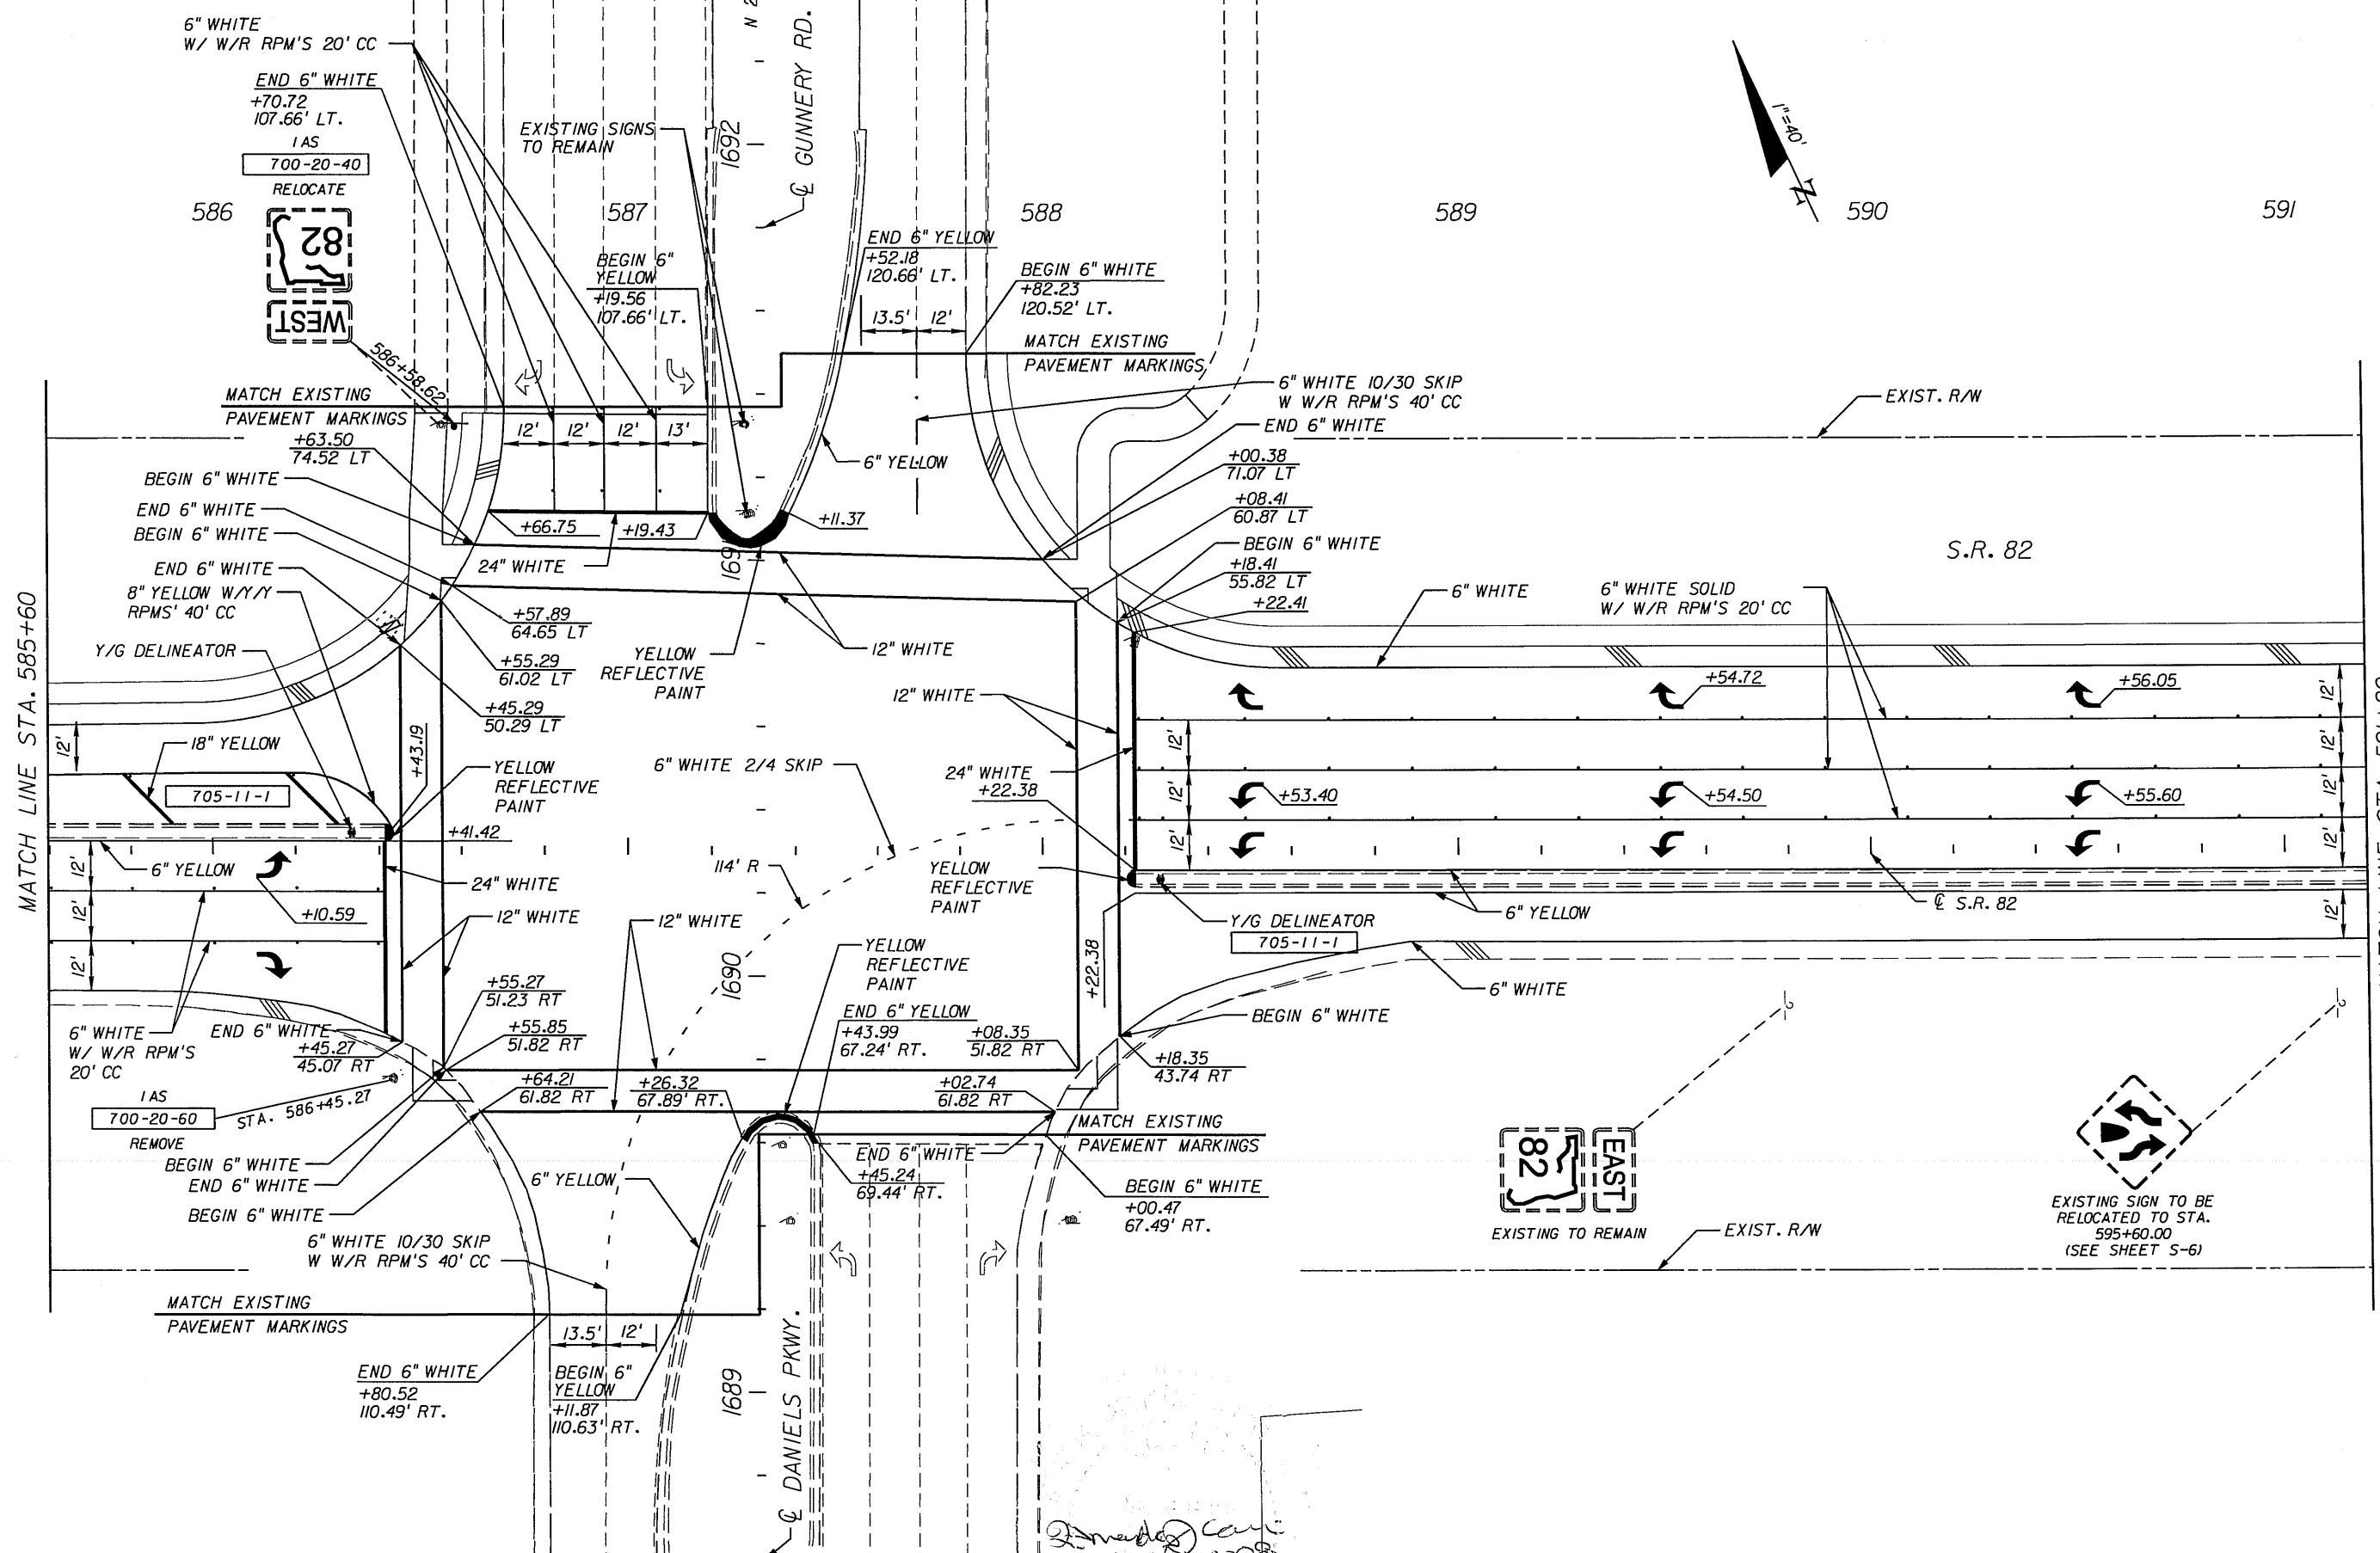 6" WHITE
W/ W/R RPM'S 20' CC
END 6" WHITE
+70.72
107.66' LT.
1 AS
700-20-40
RELOCATE
586
82
WEST
586+58.62
EXISTING SIGNS
TO REMAIN
587
BEGIN 6"
YELLOW
+19.56
107.66' LT.
1692
N 2
℄ GUNNERY RD.
588
END 6" YELLOW
+52.18
120.66' LT.
BEGIN 6" WHITE
+82.23
120.52' LT.
13.5'
12'
MATCH EXISTING
PAVEMENT MARKINGS
589
1"=40'
N
590
591
MATCH EXISTING
PAVEMENT MARKINGS
12'
12'
12'
13'
6" WHITE 10/30 SKIP
W W/R RPM'S 40' CC
END 6" WHITE
EXIST. R/W
+63.50
74.52 LT
BEGIN 6" WHITE
END 6" WHITE
BEGIN 6" WHITE
END 6" WHITE
8" YELLOW W/Y/Y
RPMS' 40' CC
Y/G DELINEATOR
+66.75
+19.43
+11.37
6" YELLOW
24" WHITE
1691
+00.38
71.07 LT
+08.41
60.87 LT
BEGIN 6" WHITE
+18.41
55.82 LT
+22.41
S.R. 82
6" WHITE
6" WHITE SOLID
W/ W/R RPM'S 20' CC
MATCH LINE STA. 585+60
+57.89
64.65 LT
+55.29
61.02 LT
+45.29
50.29 LT
YELLOW
REFLECTIVE
PAINT
12" WHITE
12" WHITE
+54.72
+56.05
12'
12'
12'
12'
12'
18" YELLOW
705-11-1
+43.19
YELLOW
REFLECTIVE
PAINT
6" WHITE 2/4 SKIP
24" WHITE
+22.38
12'
12'
12'
+53.40
+54.50
+55.60
+41.42
6" YELLOW
12'
12'
12'
+10.59
24" WHITE
12" WHITE
114' R
12" WHITE
YELLOW
REFLECTIVE
PAINT
Y/G DELINEATOR
705-11-1
6" YELLOW
℄ S.R. 82
12'
+22.38
6" WHITE
YELLOW
REFLECTIVE
PAINT
1690
+55.27
51.23 RT
+55.85
51.82 RT
END 6" YELLOW
+43.99
67.24' RT.
+08.35
51.82 RT
BEGIN 6" WHITE
+18.35
43.74 RT
6" WHITE
W/ W/R RPM'S
20' CC
END 6" WHITE
+45.27
45.07 RT
1 AS
700-20-60
REMOVE
STA. 586+45.27
+64.21
61.82 RT
+26.32
67.89' RT.
+02.74
61.82 RT
MATCH EXISTING
PAVEMENT MARKINGS
BEGIN 6" WHITE
END 6" WHITE
BEGIN 6" WHITE
6" YELLOW
END 6" WHITE
+45.24
69.44' RT.
BEGIN 6" WHITE
+00.47
67.49' RT.
82
EAST
EXISTING TO REMAIN
EXIST. R/W
EXISTING SIGN TO BE
RELOCATED TO STA.
595+60.00
(SEE SHEET S-6)
6" WHITE 10/30 SKIP
W W/R RPM'S 40' CC
MATCH EXISTING
PAVEMENT MARKINGS
13.5'
12'
END 6" WHITE
+80.52
110.49' RT.
BEGIN 6"
YELLOW
+11.87
110.63' RT.
1689
℄ DANIELS PKWY.